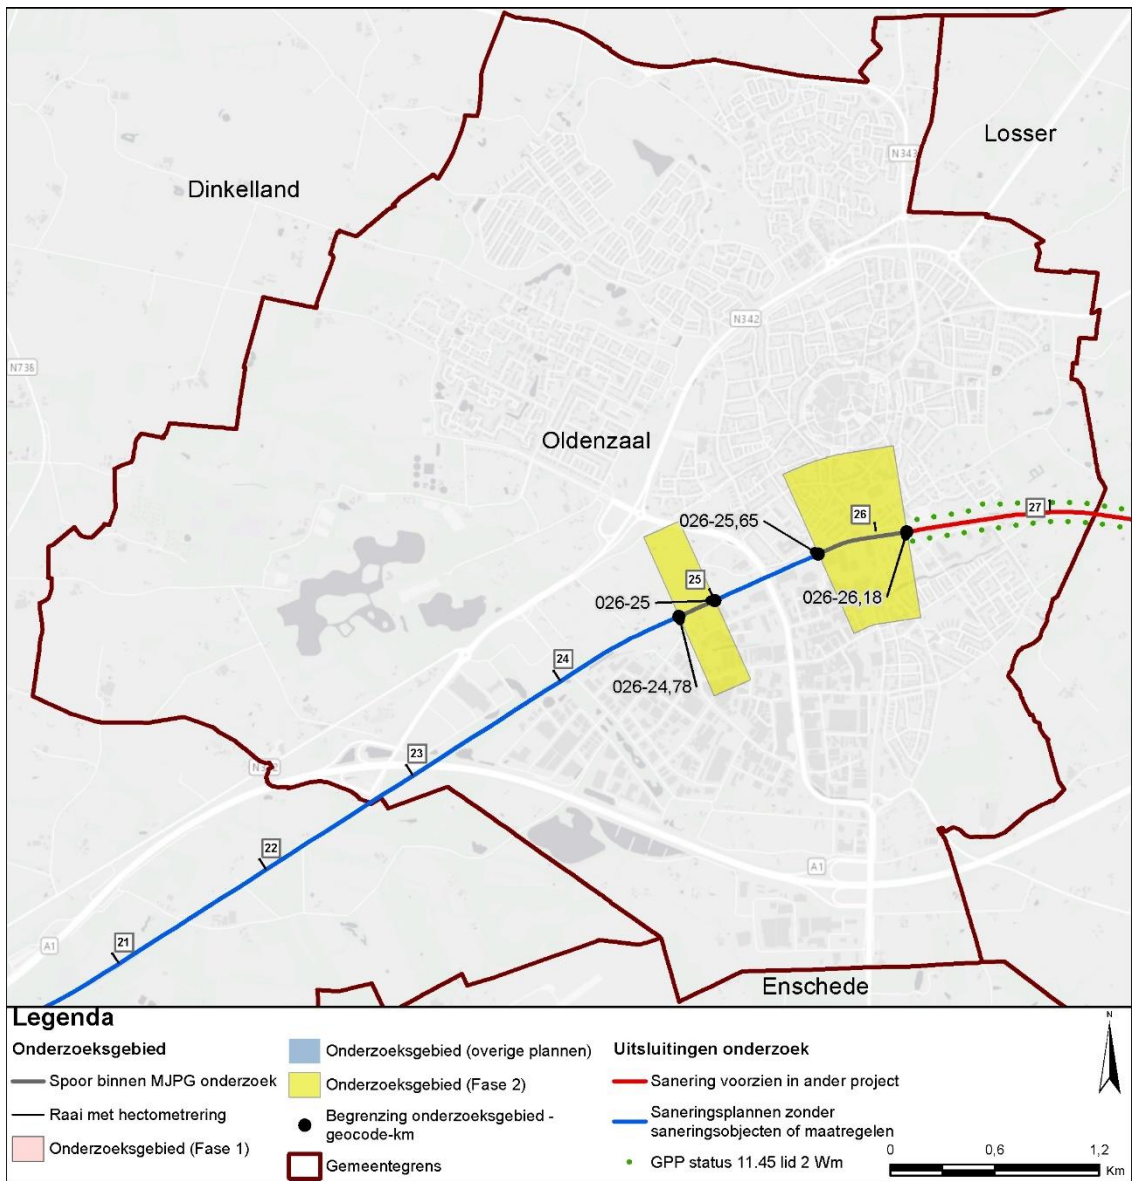 Losser
N343
Dinkelland
N342
N738
Oldenzaal
27
26
026-25,65
25
026-25
026-26,18
24
026-24,78
23
22
A1
21
A1
Enschede
Legenda
N
Onderzoeksgebied
Spoor binnen MJPG onderzoek
Raai met hectometrering
Onderzoeksgebied (Fase 1)
Onderzoeksgebied (overige plannen)
Onderzoeksgebied (Fase 2)
Begrenzing onderzoeksgebied -
geocode-km
Gemeentegrens
Uitsluitingen onderzoek
Sanering voorzien in ander project
Saneringsplannen zonder
saneringsobjecten of maatregelen
GPP status 11.45 lid 2 Wm
0 0,6 1,2
Km